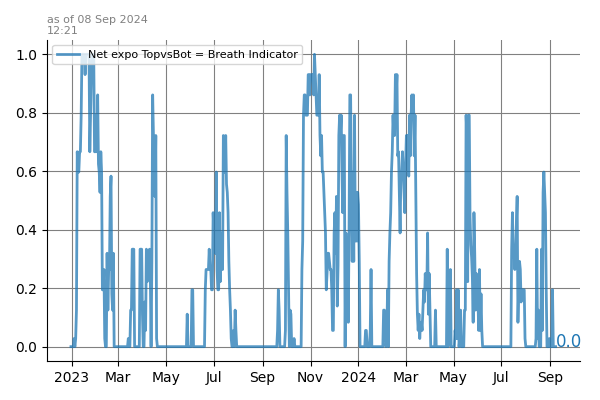 as of 08 Sep 2024
12:21
Net expo TopvsBot = Breath Indicator
1.0
0.8
0.6
0.4
0.2
0.0
0.0
2023 Mar May Jul Sep Nov 2024 Mar May Jul Sep